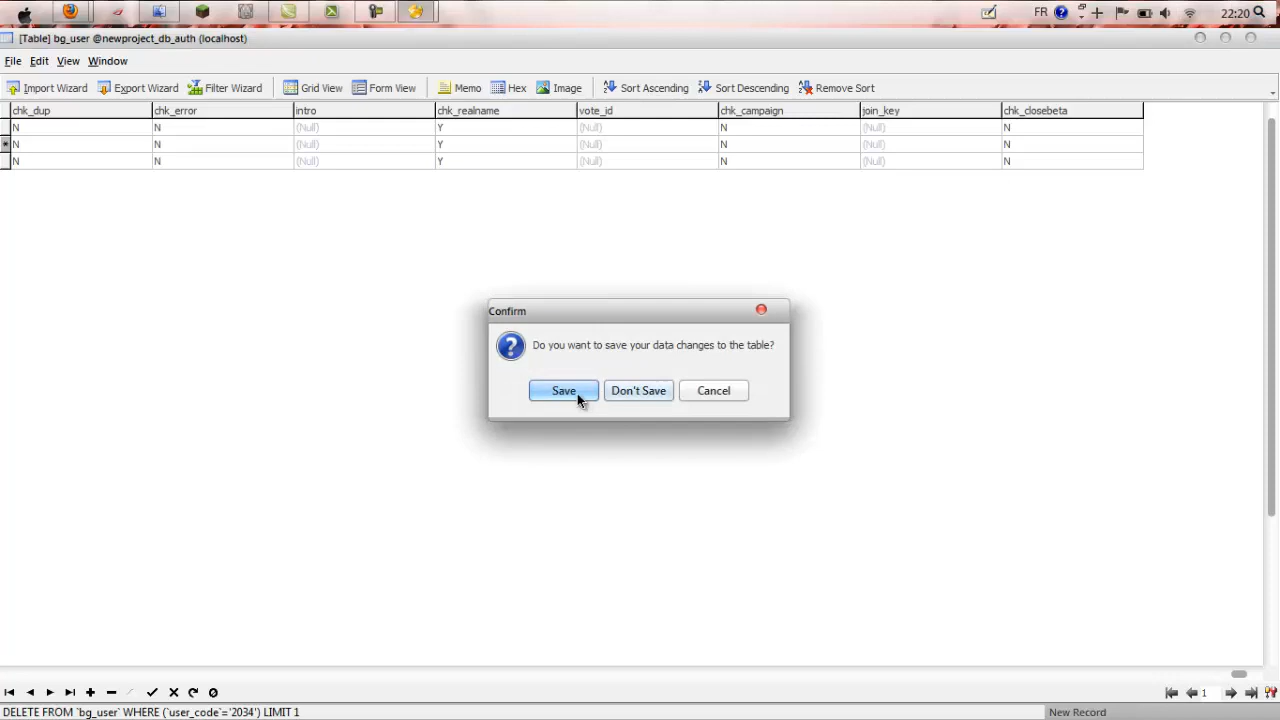 FR 22:20
[Table] bg_user @newproject_db_auth (localhost)
File Edit View Window
Import Wizard Export Wizard Filter Wizard Grid View Form View Memo Hex Image Sort Ascending Sort Descending Remove Sort
chk_dup chk_error intro chk_realname vote_id chk_campaign join_key chk_closebeta
N N (Null) Y (Null) N (Null) N
* N N (Null) Y (Null) N (Null) N
N N (Null) Y (Null) N (Null) N
Confirm
Do you want to save your data changes to the table?
Save Don't Save Cancel
1
DELETE FROM `bg_user` WHERE (`user_code`='2034') LIMIT 1 New Record